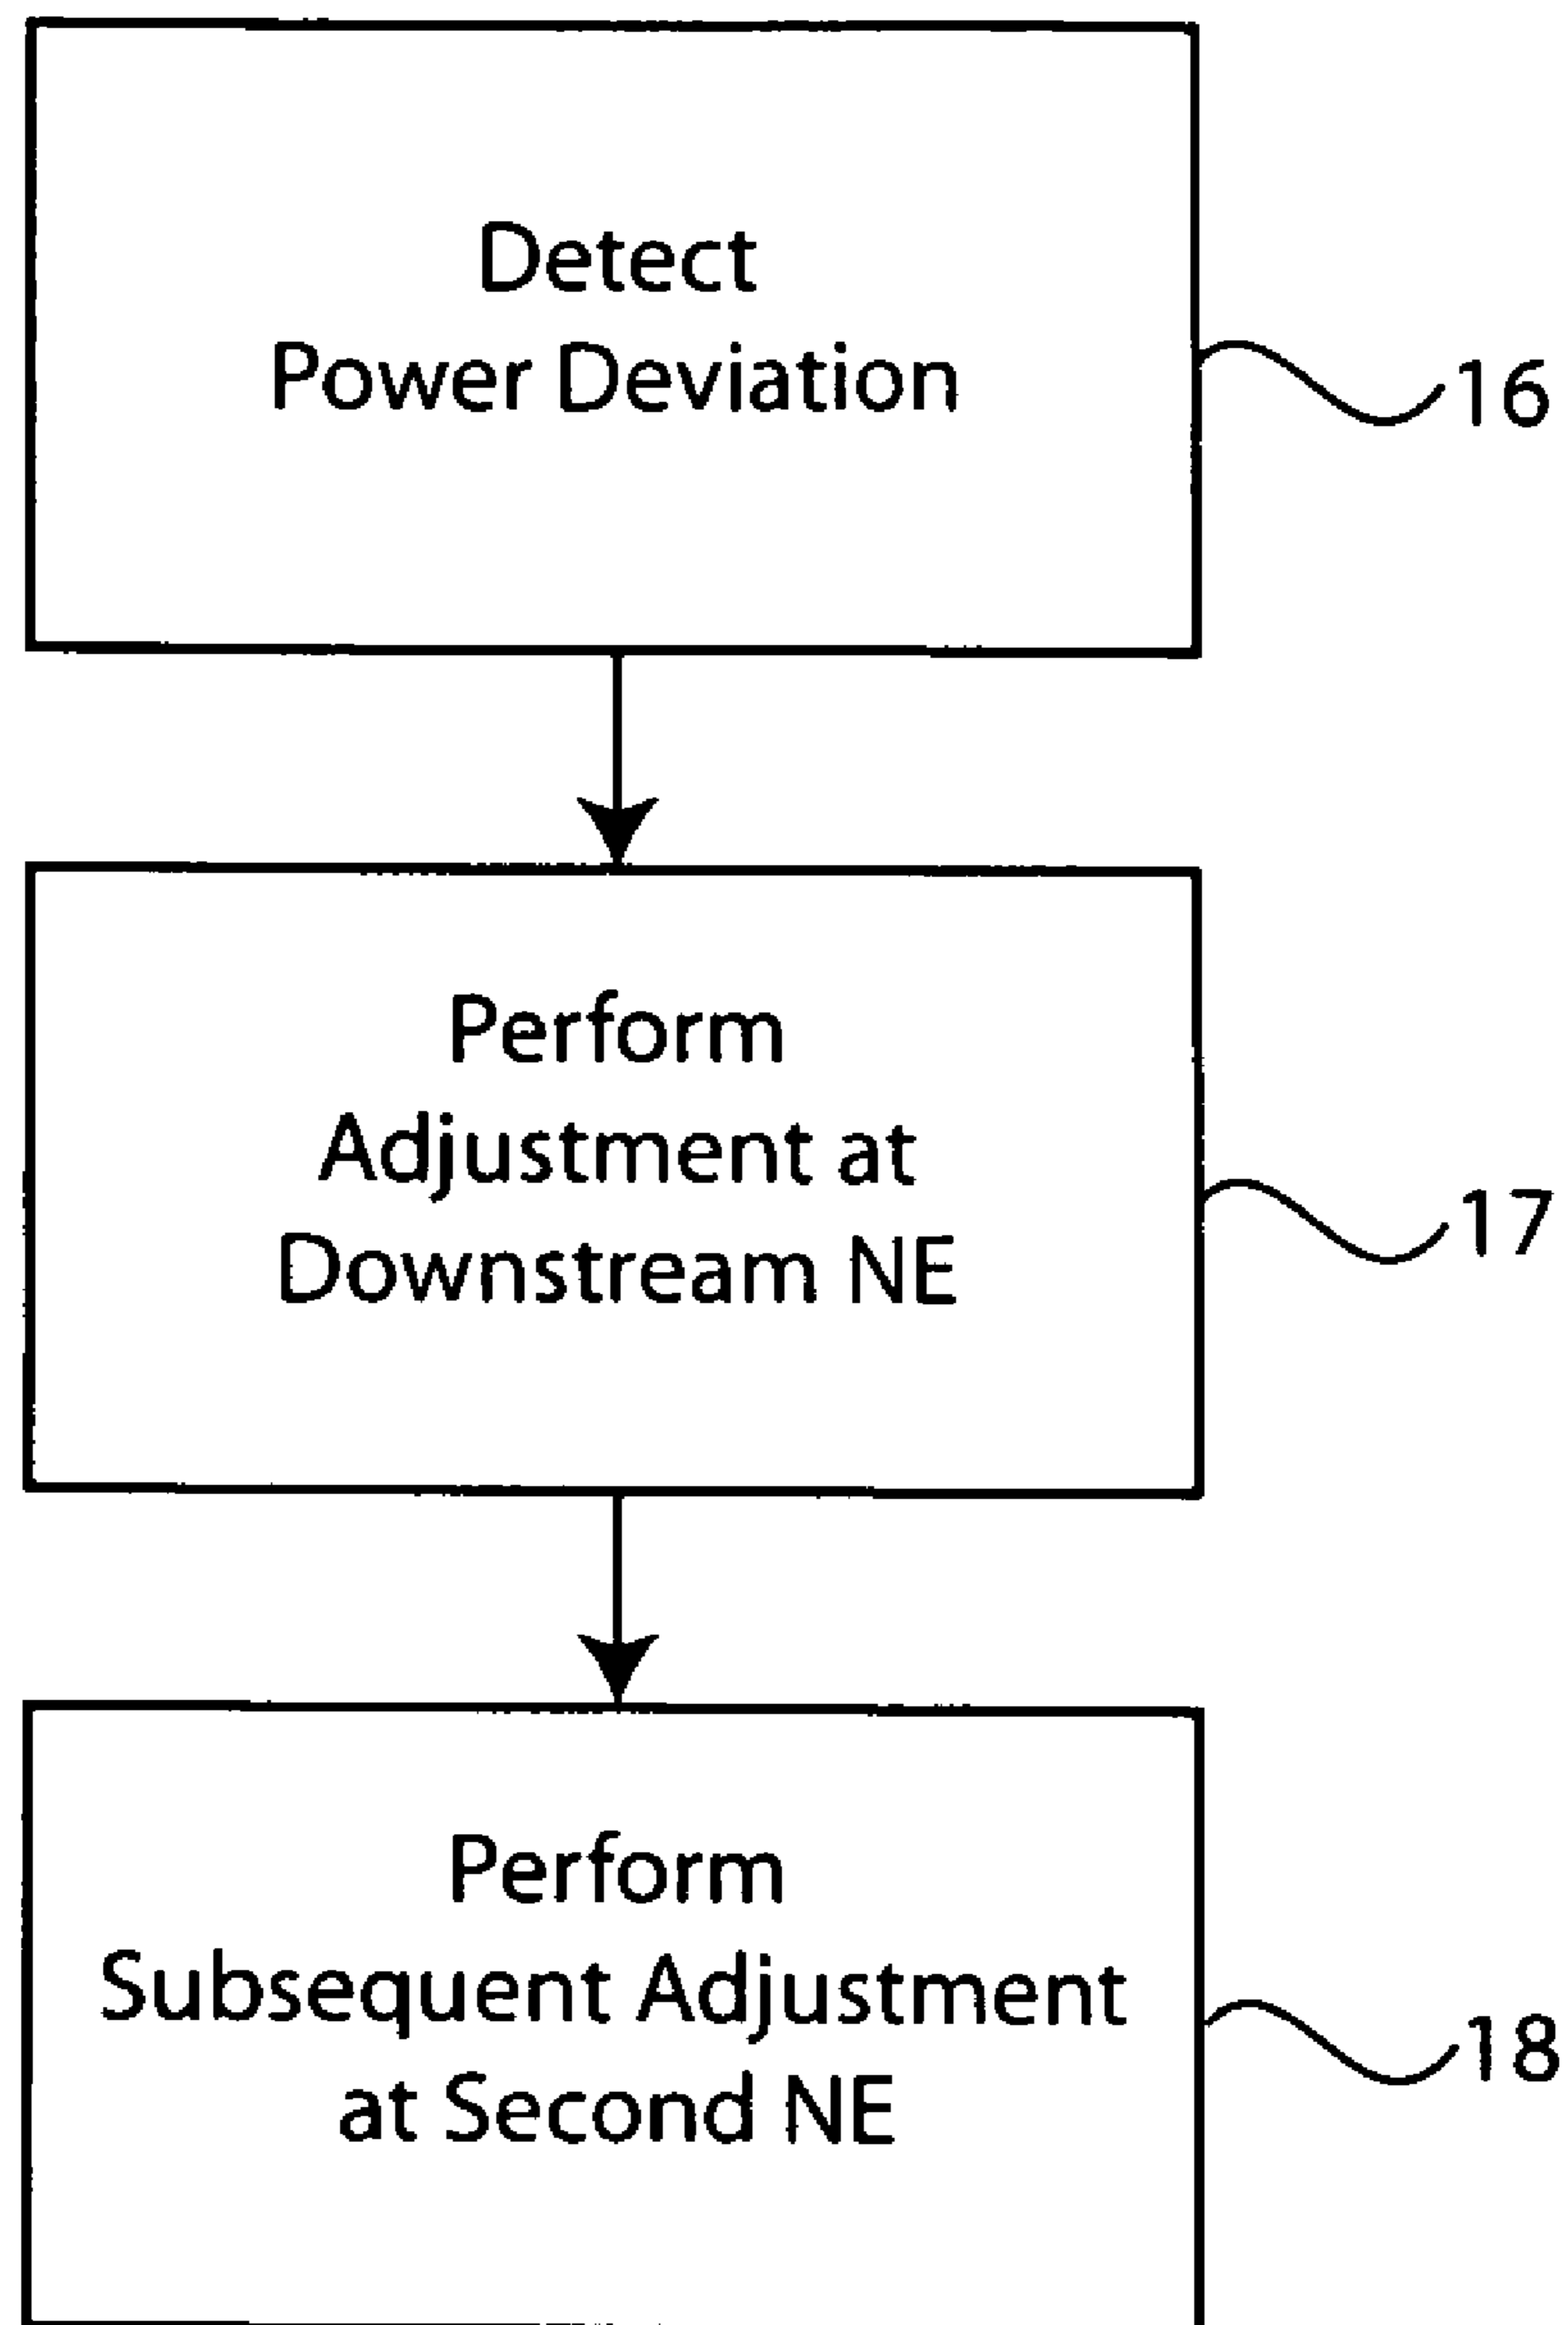 Detect
Power Deviation
16
Perform
Adjustment at
Downstream NE
17
Perform
Subsequent Adjustment
at Second NE
18